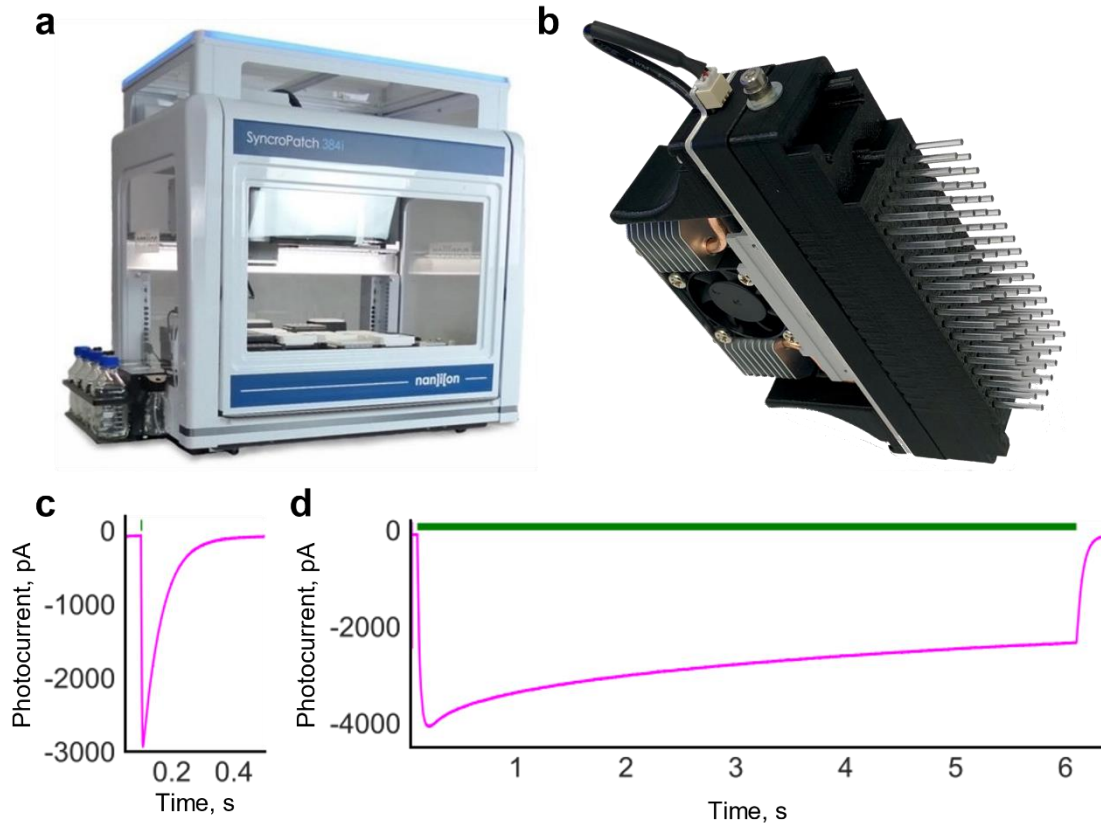 a
b
SyncroPatch 384i
nanion
c
d
0
-1000
-2000
-3000
Photocurrent, pA
0.2 0.4
Time, s
0
-2000
-4000
Photocurrent, pA
1 2 3 4 5 6
Time, s